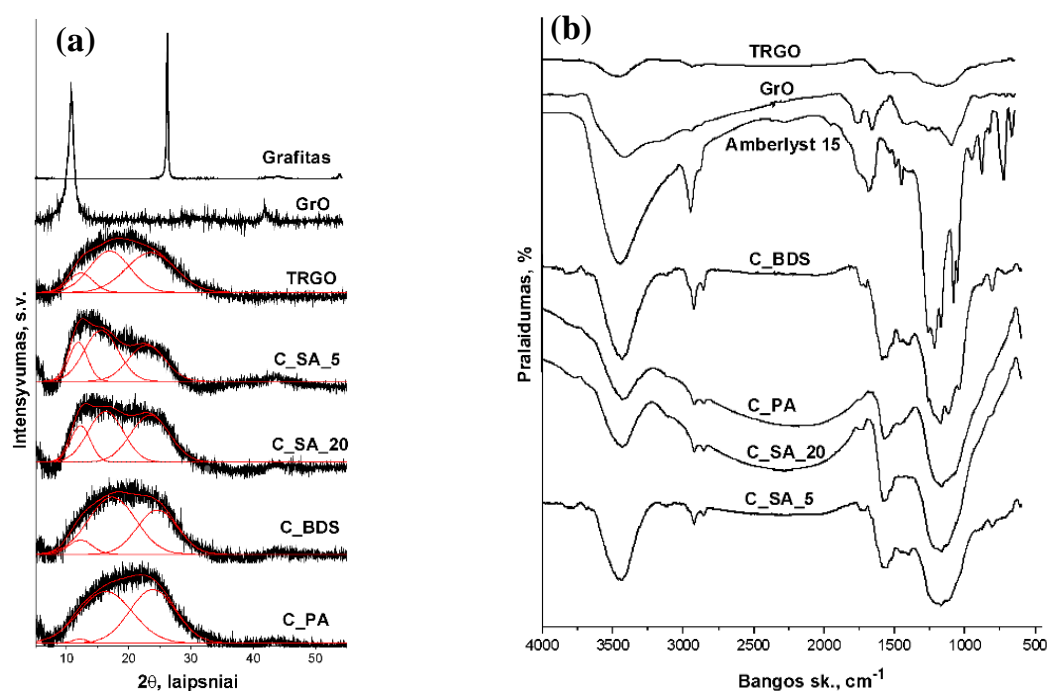 (a)
Grafitas
GrO
TRGO
C_SA_5
C_SA_20
C_BDS
C_PA
Intensyvumas, s.v.
10 20 30 40 50
2θ, laipsniai
(b)
TRGO
GrO
Amberlyst 15
C_BDS
C_PA
C_SA_20
C_SA_5
Pralaidumas, %
4000 3500 3000 2500 2000 1500 1000 500
Bangos sk., cm⁻¹